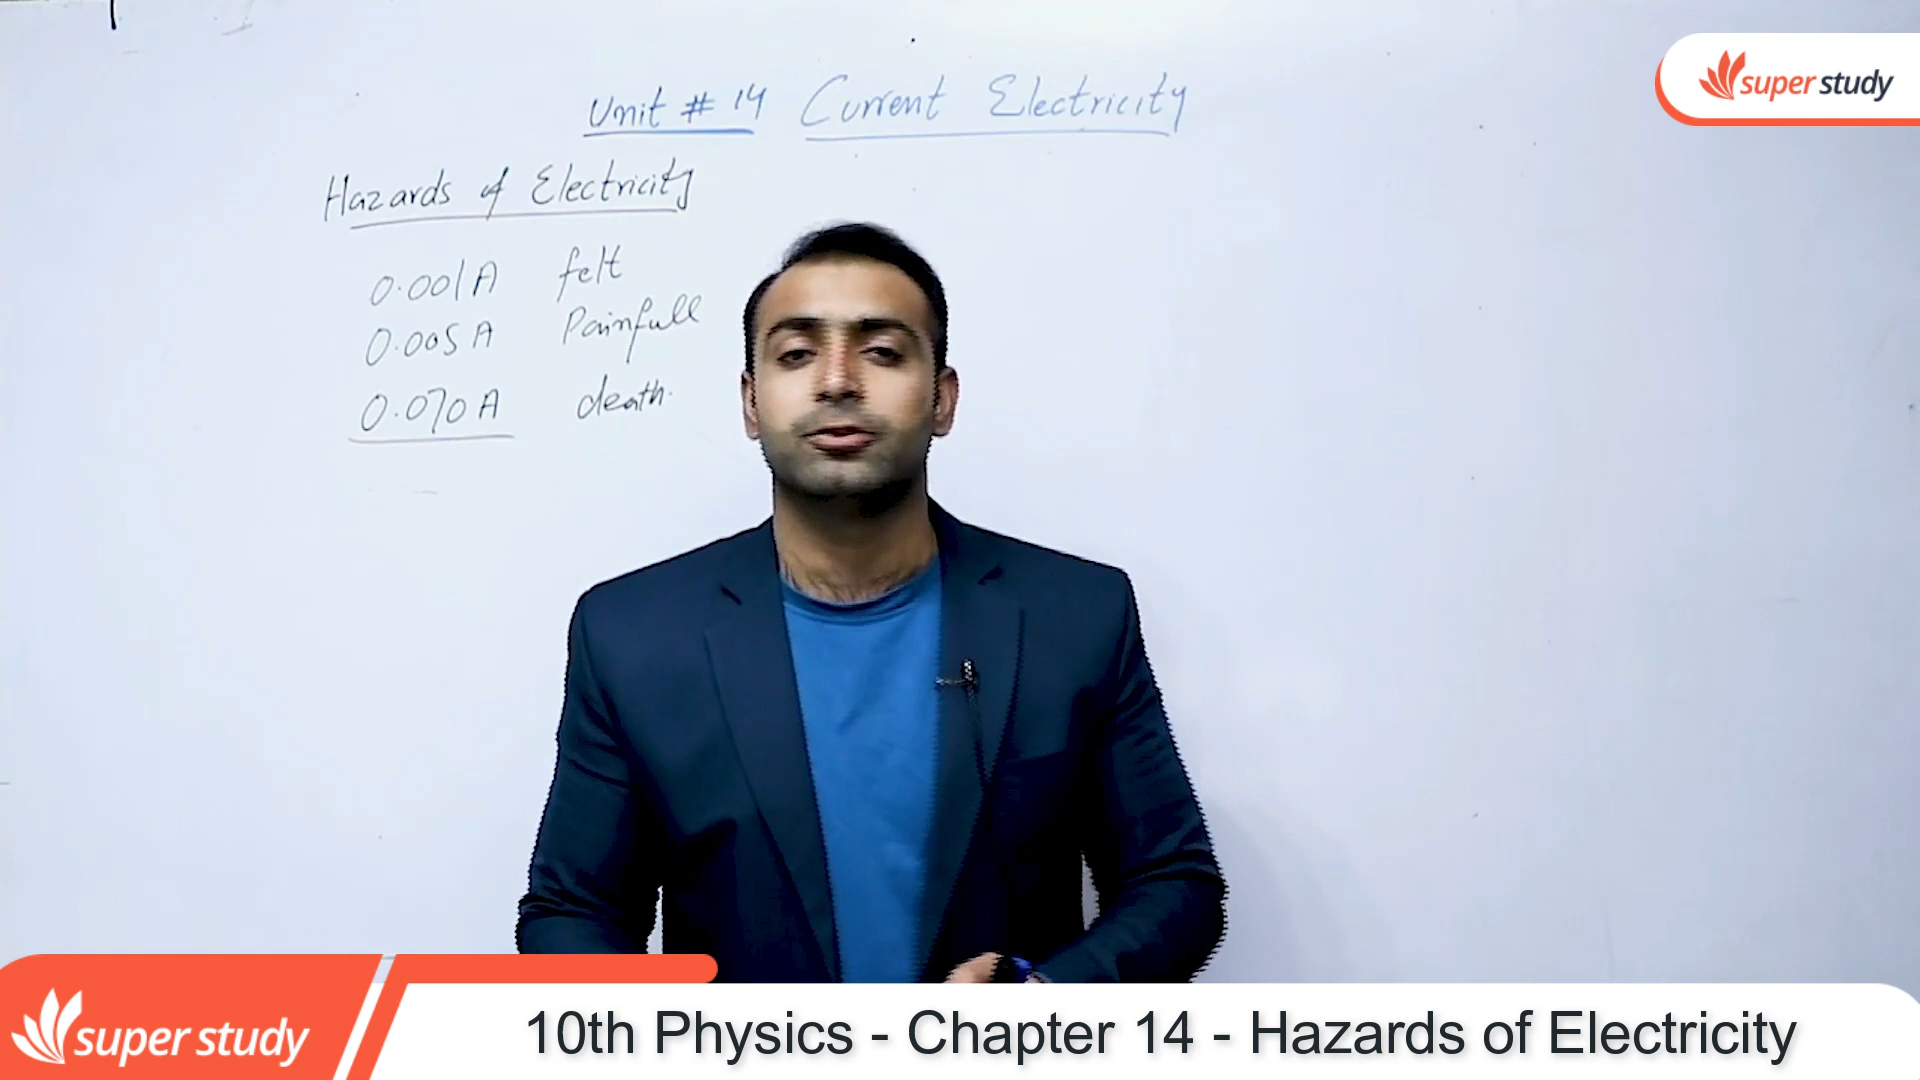 super study
Unit # 14 Current Electricity
Hazards of Electricity
0.001 A felt
0.005 A Painfull
0.070 A death.
super study
10th Physics - Chapter 14 - Hazards of Electricity